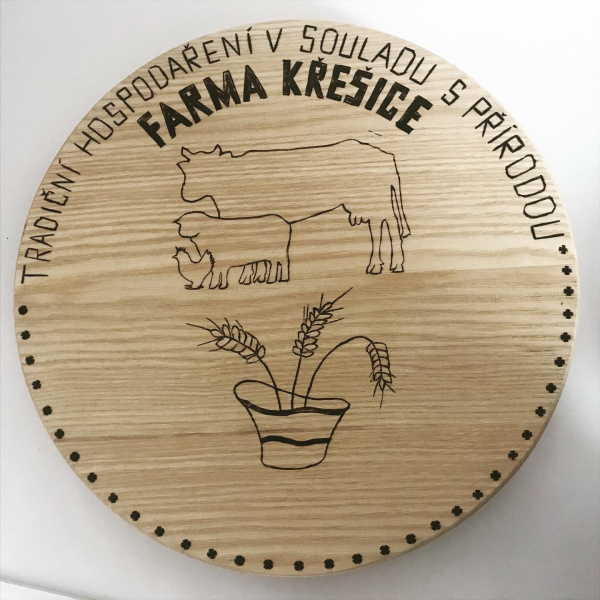 TRADIČNÍ HOSPODAŘENÍ V SOULADU S PŘÍRODOU
FARMA KŘEŠICE